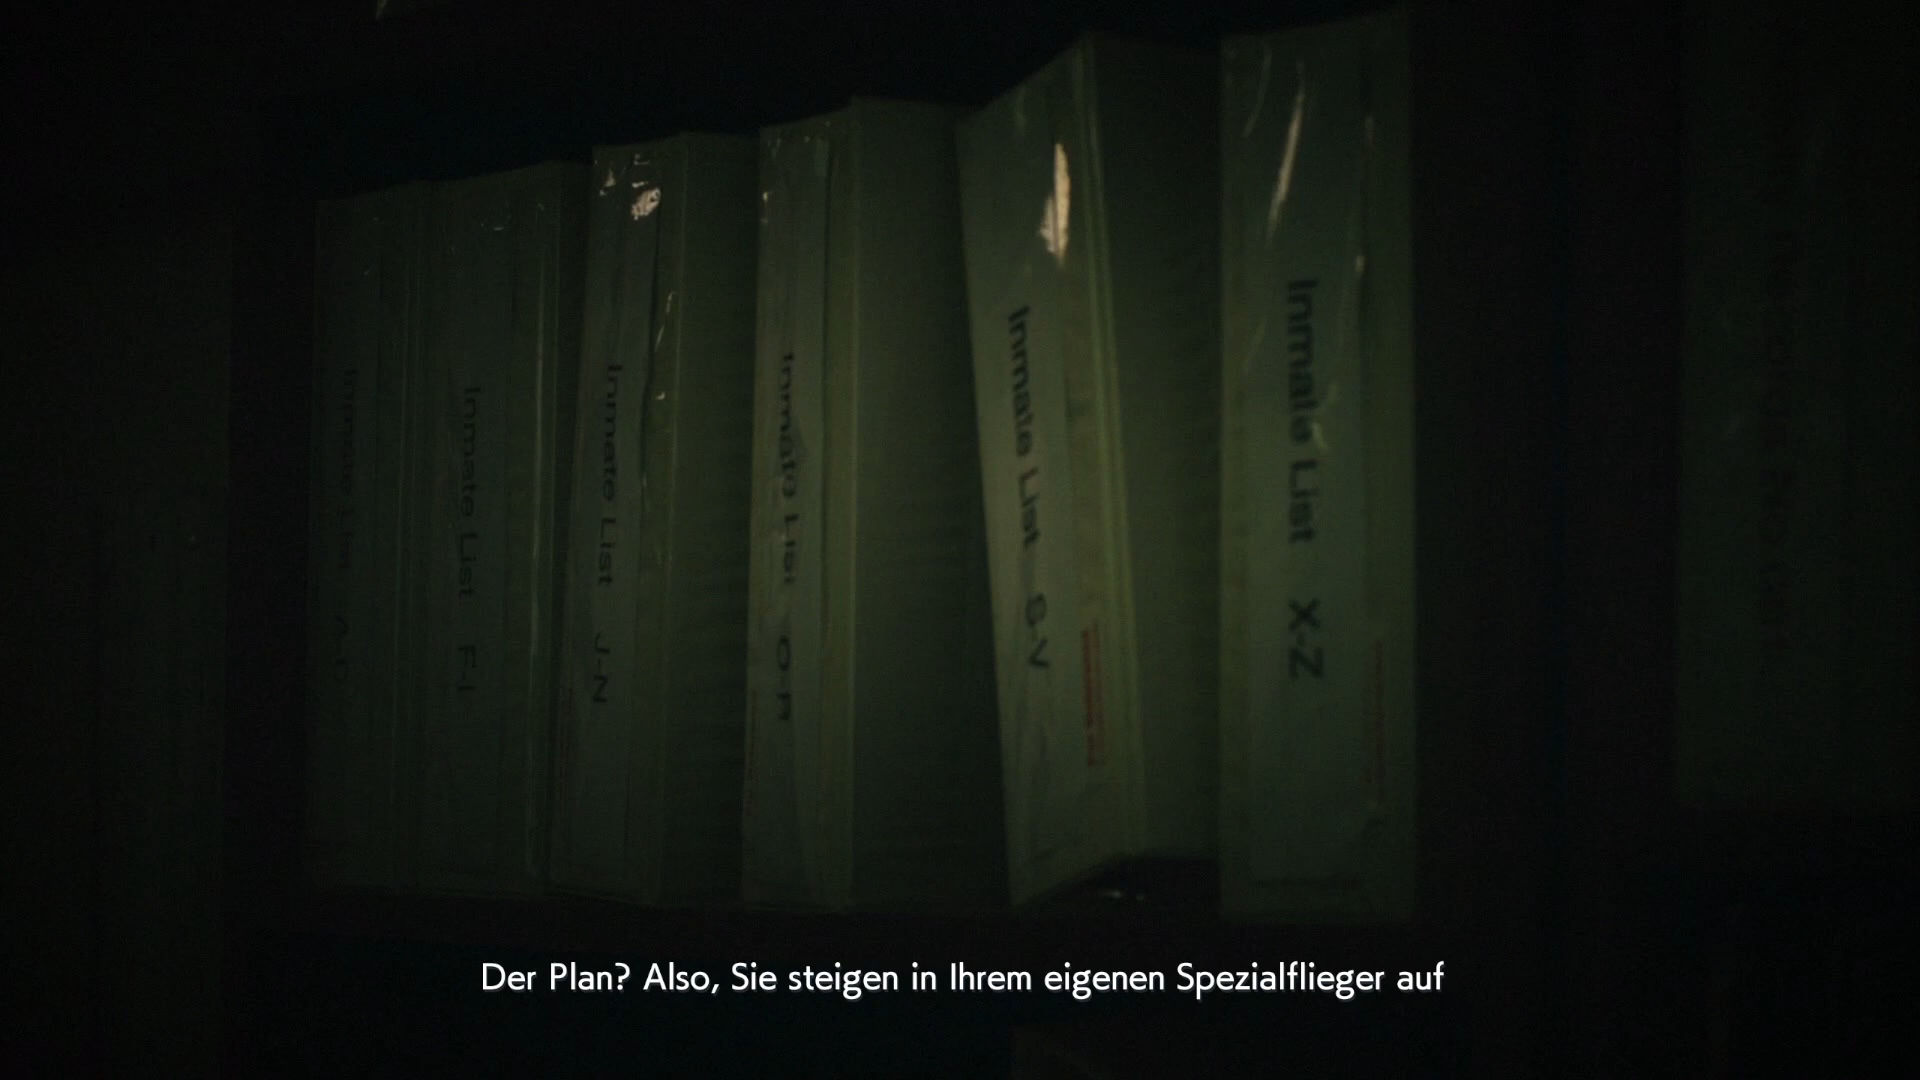 Inmate List
Inmate List F-I
Inmate List J-N
Inmate List O-R
Inmate List S-V
Inmate List X-Z
Der Plan? Also, Sie steigen in Ihrem eigenen Spezialflieger auf